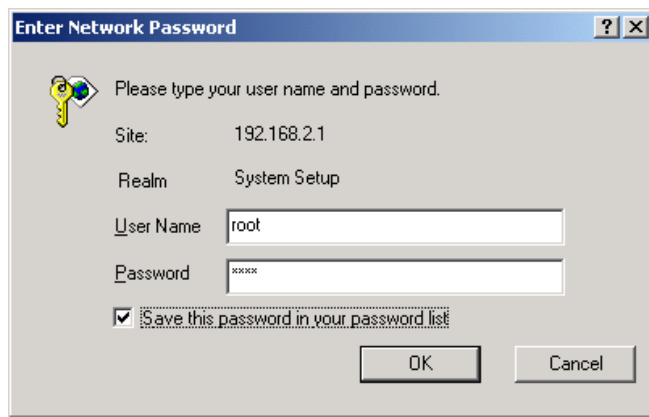 Enter Network Password
Please type your user name and password.
Site: 192.168.2.1
Realm System Setup
User Name root
Password ****
Save this password in your password list
OK Cancel